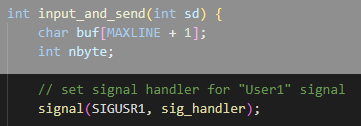 int input_and_send(int sd) {
    char buf[MAXLINE + 1];
    int nbyte;

    // set signal handler for "User1" signal
    signal(SIGUSR1, sig_handler);